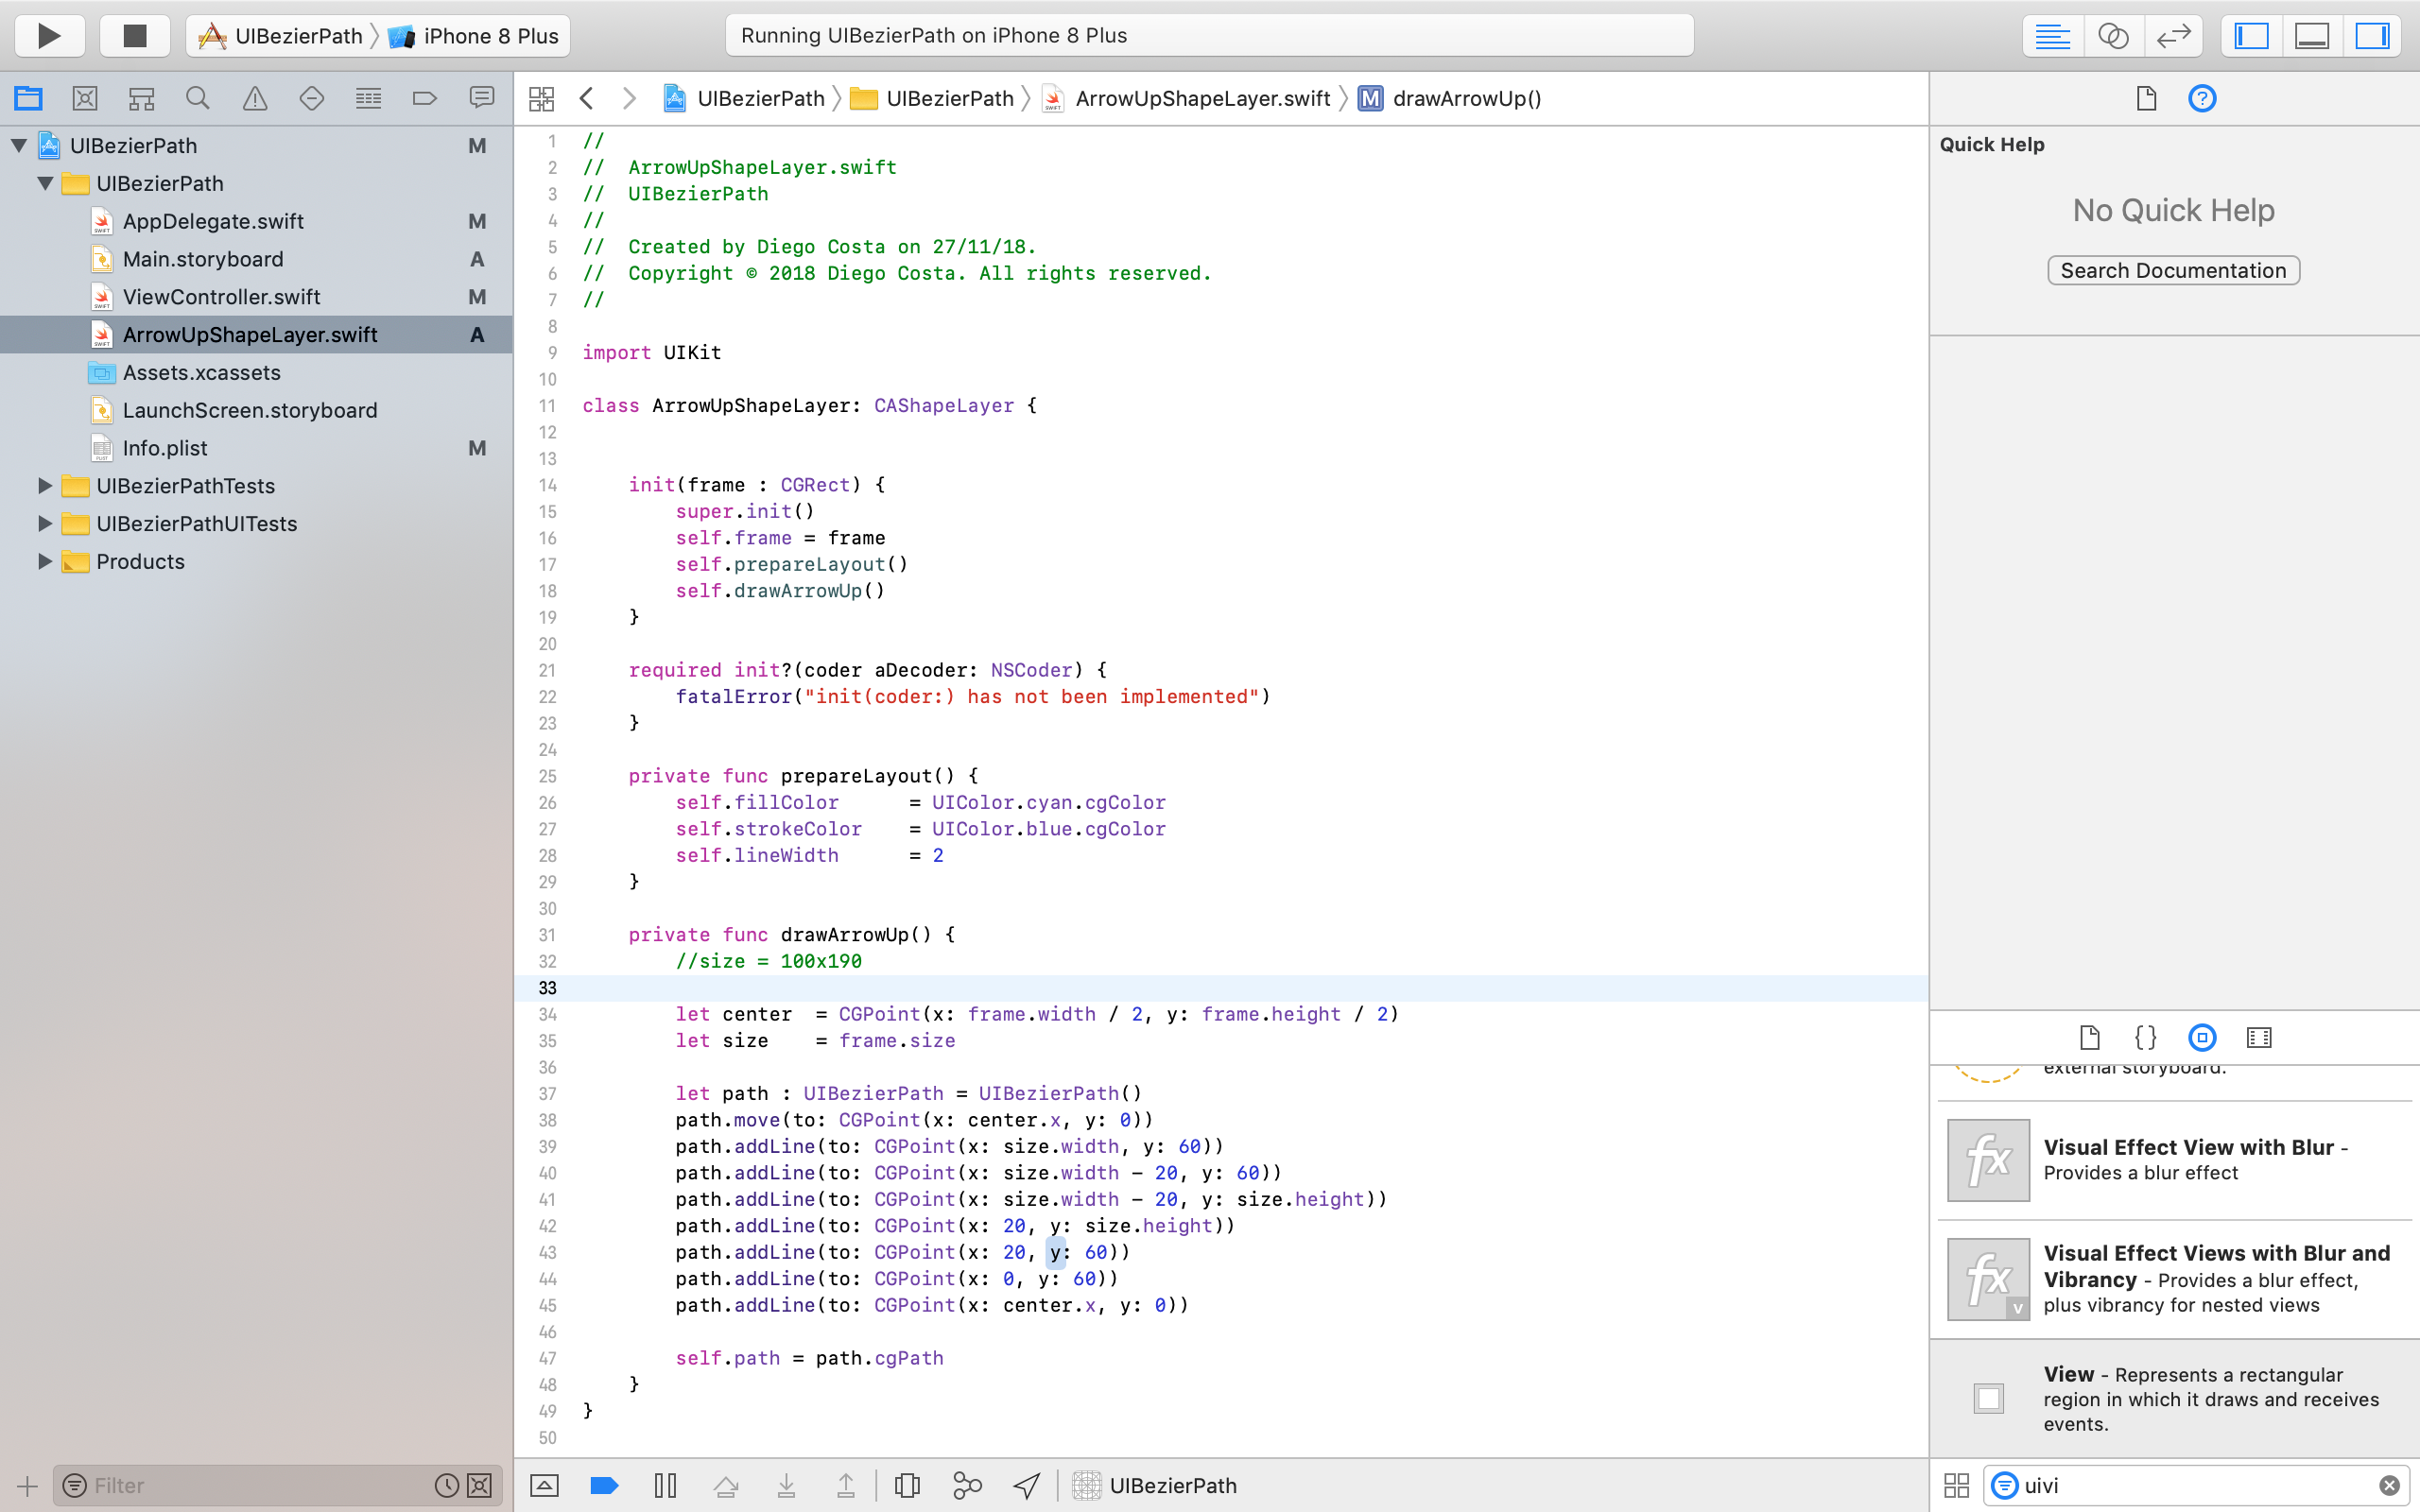 UIBezierPath
iPhone 8 Plus
Running UIBezierPath on iPhone 8 Plus
UIBezierPath
UIBezierPath
ArrowUpShapeLayer.swift
M
drawArrowUp()
UIBezierPath M
UIBezierPath
AppDelegate.swift M
Main.storyboard A
ViewController.swift M
ArrowUpShapeLayer.swift A
Assets.xcassets
LaunchScreen.storyboard
Info.plist M
UIBezierPathTests
UIBezierPathUITests
Products
Filter
1 //
2 //  ArrowUpShapeLayer.swift
3 //  UIBezierPath
4 //
5 //  Created by Diego Costa on 27/11/18.
6 //  Copyright © 2018 Diego Costa. All rights reserved.
7 //
8
9 import UIKit
10
11 class ArrowUpShapeLayer: CAShapeLayer {
12
13
14     init(frame : CGRect) {
15         super.init()
16         self.frame = frame
17         self.prepareLayout()
18         self.drawArrowUp()
19     }
20
21     required init?(coder aDecoder: NSCoder) {
22         fatalError("init(coder:) has not been implemented")
23     }
24
25     private func prepareLayout() {
26         self.fillColor      = UIColor.cyan.cgColor
27         self.strokeColor    = UIColor.blue.cgColor
28         self.lineWidth      = 2
29     }
30
31     private func drawArrowUp() {
32         //size = 100x190
33
34         let center  = CGPoint(x: frame.width / 2, y: frame.height / 2)
35         let size    = frame.size
36
37         let path : UIBezierPath = UIBezierPath()
38         path.move(to: CGPoint(x: center.x, y: 0))
39         path.addLine(to: CGPoint(x: size.width, y: 60))
40         path.addLine(to: CGPoint(x: size.width - 20, y: 60))
41         path.addLine(to: CGPoint(x: size.width - 20, y: size.height))
42         path.addLine(to: CGPoint(x: 20, y: size.height))
43         path.addLine(to: CGPoint(x: 20, y: 60))
44         path.addLine(to: CGPoint(x: 0, y: 60))
45         path.addLine(to: CGPoint(x: center.x, y: 0))
46
47         self.path = path.cgPath
48     }
49 }
50
UIBezierPath
Quick Help
No Quick Help
Search Documentation
external storyboard.
Visual Effect View with Blur -
Provides a blur effect
Visual Effect Views with Blur and
Vibrancy - Provides a blur effect,
plus vibrancy for nested views
View - Represents a rectangular
region in which it draws and receives
events.
uivi